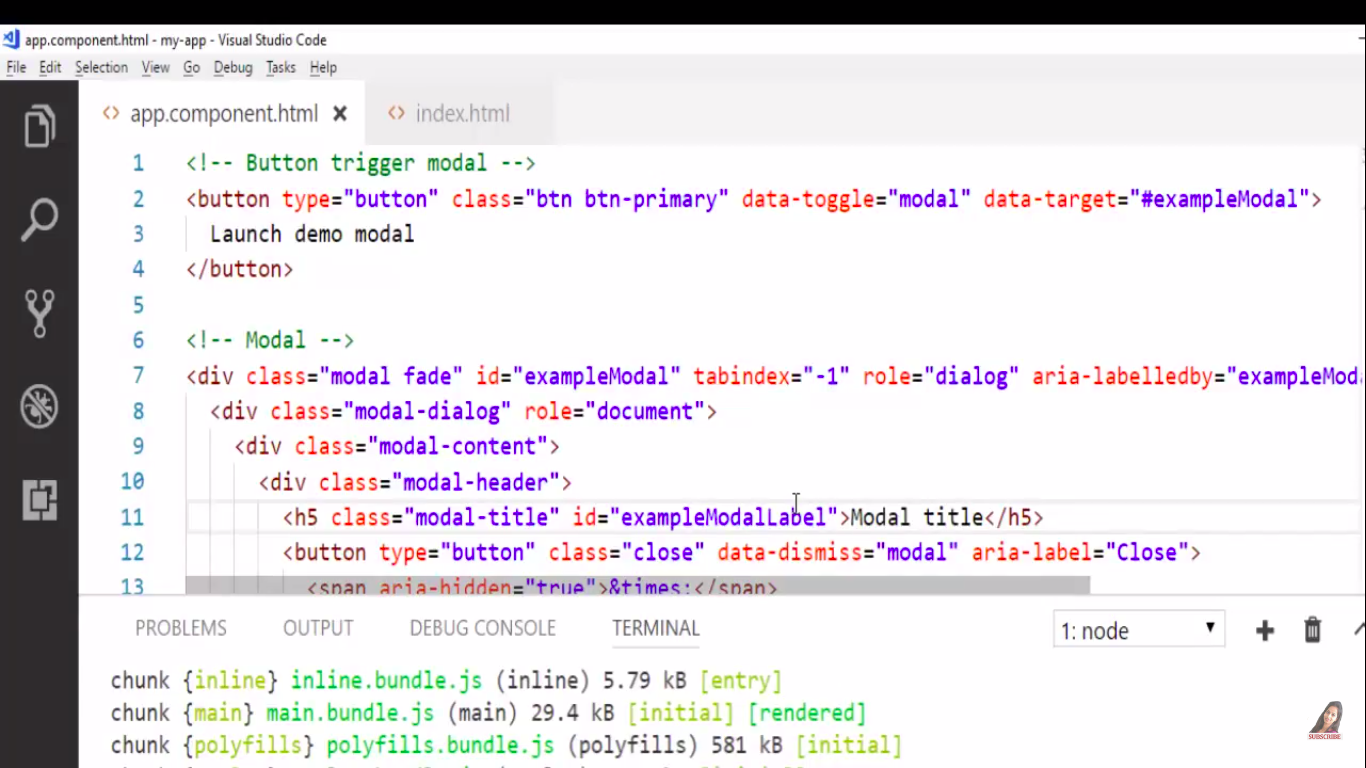 app.component.html - my-app - Visual Studio Code
File Edit Selection View Go Debug Tasks Help
<> app.component.html × <> index.html
1 <!-- Button trigger modal -->
2 <button type="button" class="btn btn-primary" data-toggle="modal" data-target="#exampleModal">
3 Launch demo modal
4 </button>
5
6 <!-- Modal -->
7 <div class="modal fade" id="exampleModal" tabindex="-1" role="dialog" aria-labelledby="exampleMod
8 <div class="modal-dialog" role="document">
9 <div class="modal-content">
10 <div class="modal-header">
11 <h5 class="modal-title" id="exampleModalLabel">Modal title</h5>
12 <button type="button" class="close" data-dismiss="modal" aria-label="Close">
13 <span aria-hidden="true">&times;</span>
PROBLEMS OUTPUT DEBUG CONSOLE TERMINAL 1: node
chunk {inline} inline.bundle.js (inline) 5.79 kB [entry]
chunk {main} main.bundle.js (main) 29.4 kB [initial] [rendered]
chunk {polyfills} polyfills.bundle.js (polyfills) 581 kB [initial]
SUBSCRIBE